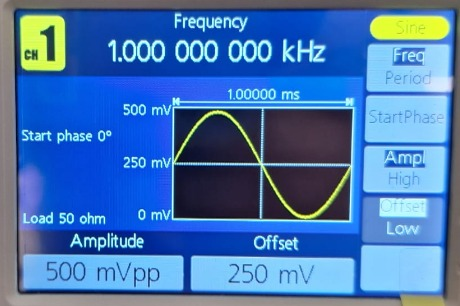 CH 1
Frequency
1.000 000 000 kHz
Sine
Freq
Period
StartPhase
Ampl
High
Offset
Low
1.00000 ms
500 mV
Start phase 0°
250 mV
Load 50 ohm
0 mV
Amplitude
Offset
500 mVpp
250 mV